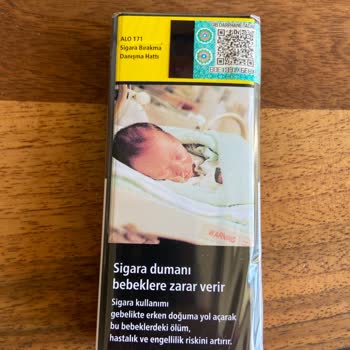 ALO 171
Sigara Bırakma
Danışma Hattı
WARNING
Sigara dumanı
bebeklere zarar verir
Sigara kullanımı
gebelikte erken doğuma yol açarak
bu bebeklerdeki ölüm,
hastalık ve engellilik riskini artırır.